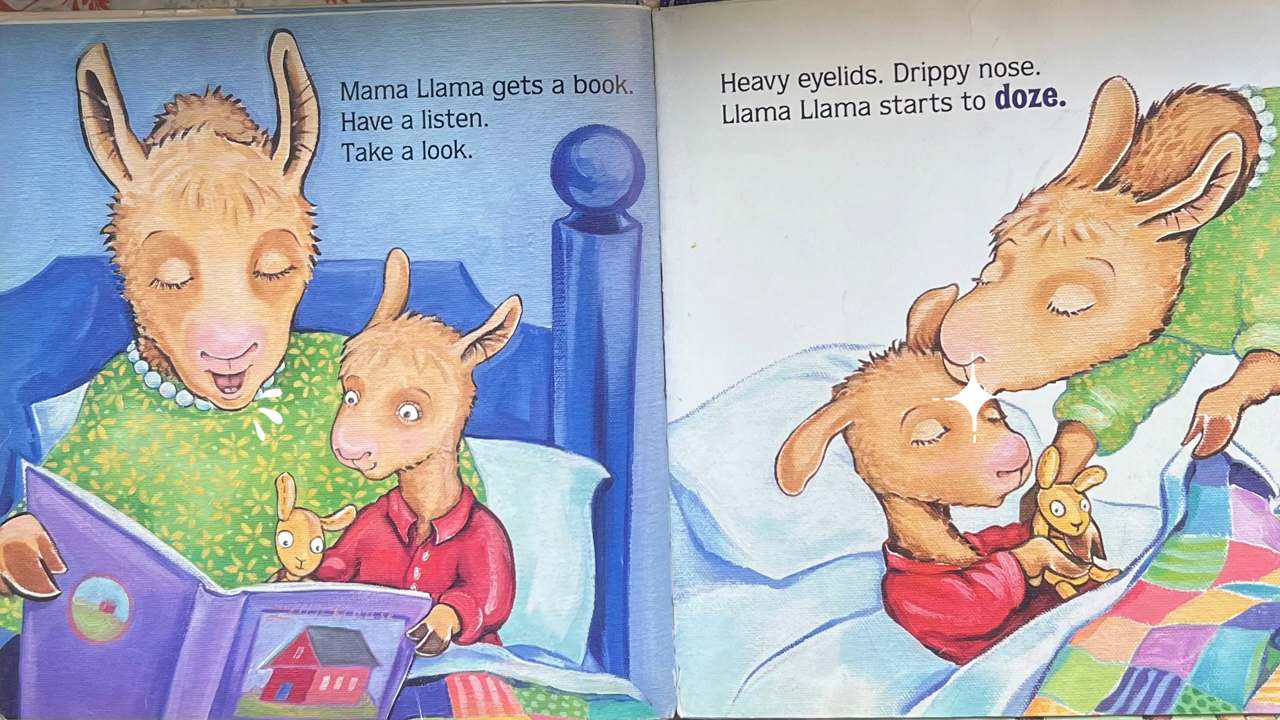 Mama Llama gets a book.
Have a listen.
Take a look.
Heavy eyelids. Drippy nose.
Llama Llama starts to doze.